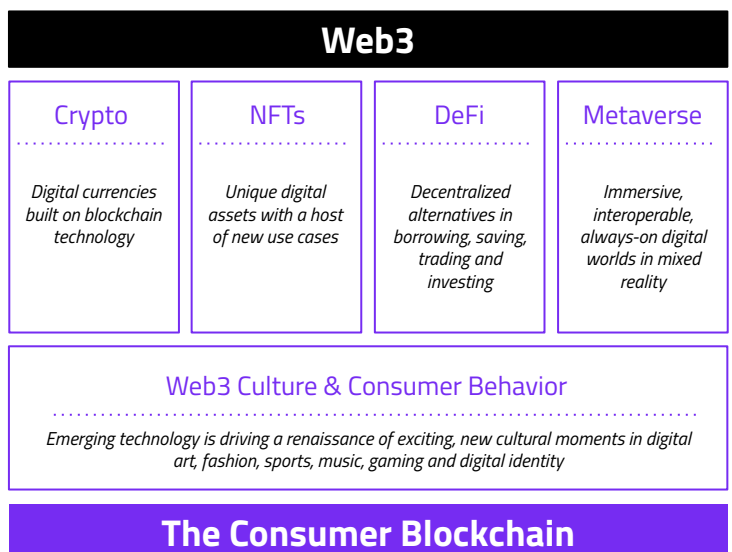 Web3
Crypto
Digital currencies
built on blockchain
technology
NFTs
Unique digital
assets with a host
of new use cases
DeFi
Decentralized
alternatives in
borrowing, saving,
trading and
investing
Metaverse
Immersive,
interoperable,
always-on digital
worlds in mixed
reality
Web3 Culture & Consumer Behavior
Emerging technology is driving a renaissance of exciting, new cultural moments in digital
art, fashion, sports, music, gaming and digital identity
The Consumer Blockchain